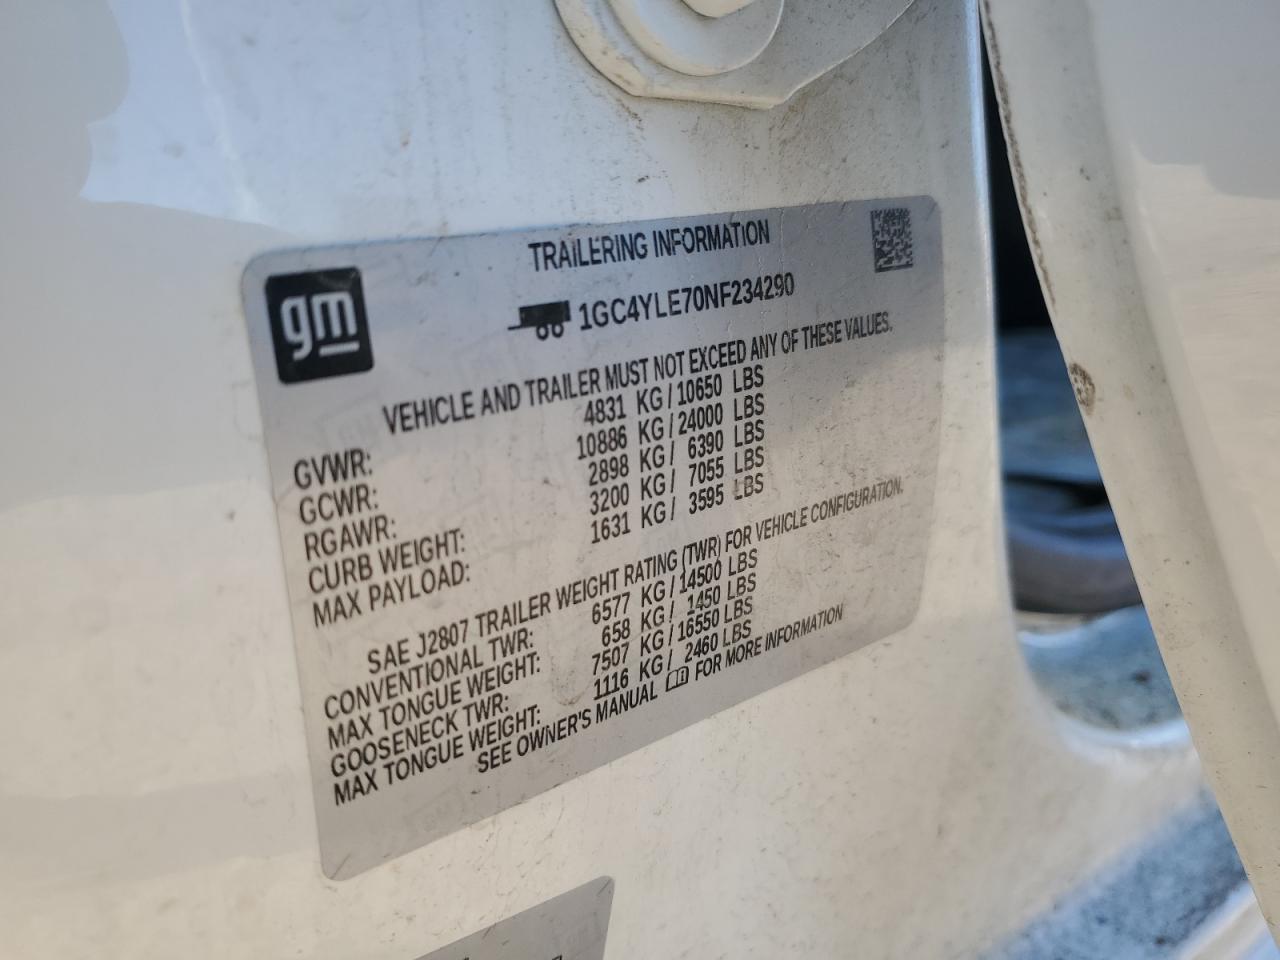 gm
TRAILERING INFORMATION
1GC4YLE70NF234290
VEHICLE AND TRAILER MUST NOT EXCEED ANY OF THESE VALUES.
GVWR: 4831 KG / 10650 LBS
GCWR: 10886 KG / 24000 LBS
RGAWR: 2898 KG / 6390 LBS
CURB WEIGHT: 3200 KG / 7055 LBS
MAX PAYLOAD: 1631 KG / 3595 LBS
SAE J2807 TRAILER WEIGHT RATING (TWR) FOR VEHICLE CONFIGURATION.
CONVENTIONAL TWR: 6577 KG / 14500 LBS
MAX TONGUE WEIGHT: 658 KG / 1450 LBS
GOOSENECK TWR: 7507 KG / 16550 LBS
MAX TONGUE WEIGHT: 1116 KG / 2460 LBS
SEE OWNER'S MANUAL FOR MORE INFORMATION